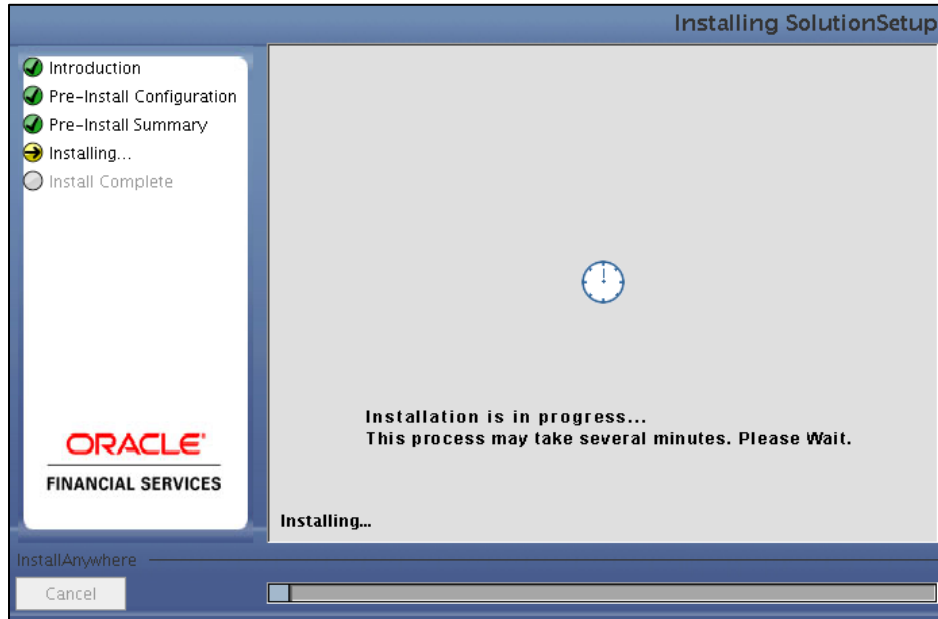 Installing SolutionSetup
Introduction
Pre-Install Configuration
Pre-Install Summary
Installing...
Install Complete
ORACLE
FINANCIAL SERVICES
Installation is in progress...
This process may take several minutes. Please Wait.
Installing...
InstallAnywhere
Cancel